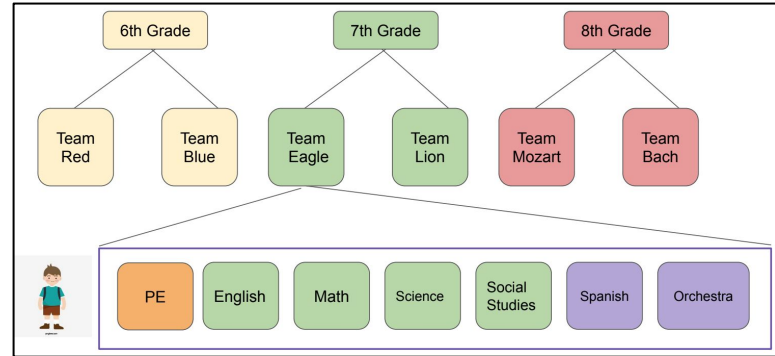 6th Grade
7th Grade
8th Grade
Team
Red
Team
Blue
Team
Eagle
Team
Lion
Team
Mozart
Team
Bach
PE
English
Math
Science
Social
Studies
Spanish
Orchestra